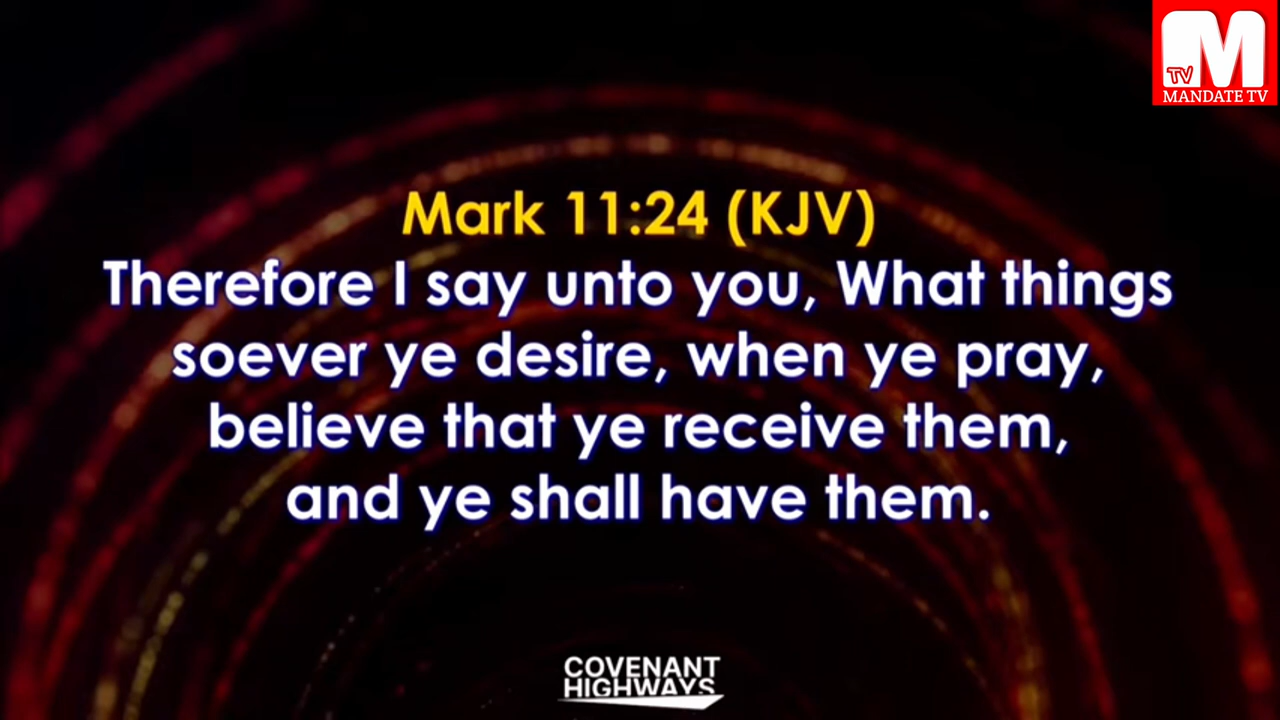 TV M
MANDATE TV
Mark 11:24 (KJV)
Therefore I say unto you, What things
soever ye desire, when ye pray,
believe that ye receive them,
and ye shall have them.
COVENANT
HIGHWAYS